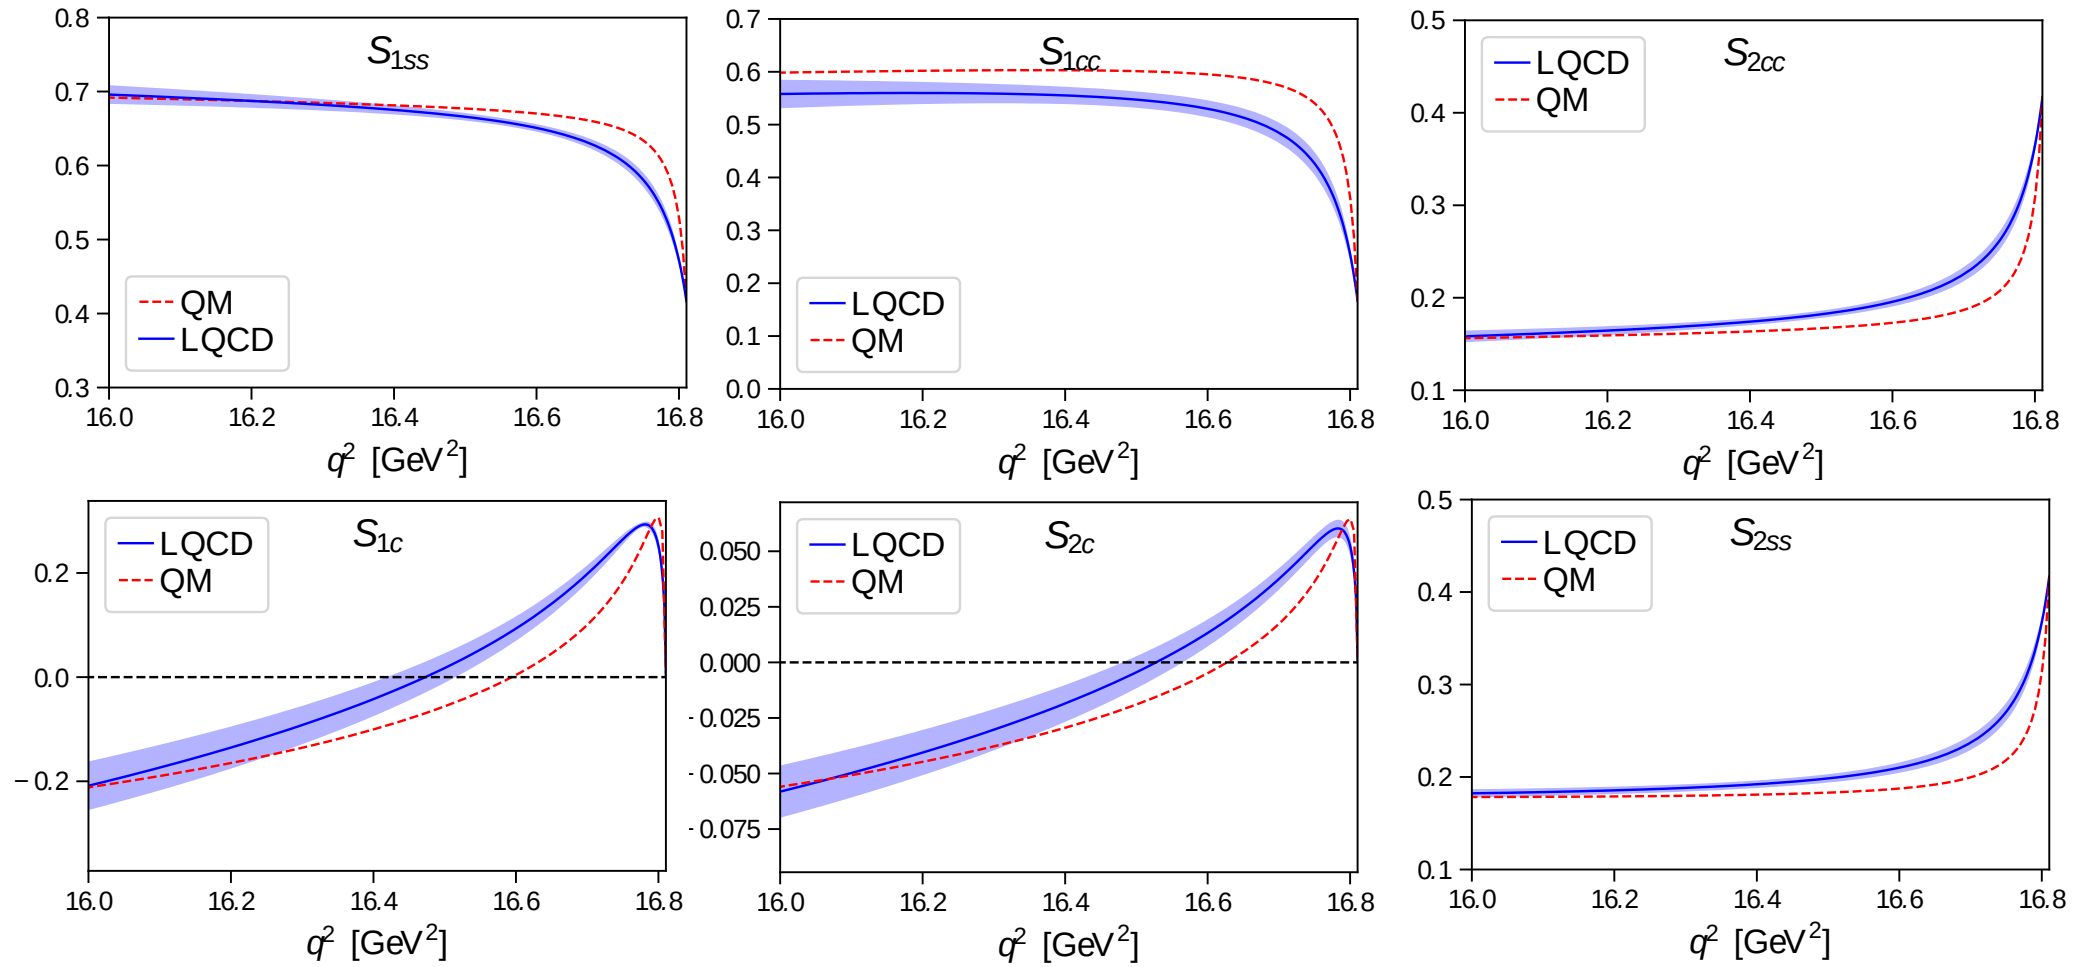 S1ss
0.8
0.7
0.6
0.5
0.4
0.3
QM
LQCD
16.0 16.2 16.4 16.6 16.8
q² [GeV²]
S1cc
0.7
0.6
0.5
0.4
0.3
0.2
0.1
0.0
LQCD
QM
16.0 16.2 16.4 16.6 16.8
q² [GeV²]
S2cc
0.5
0.4
0.3
0.2
0.1
LQCD
QM
16.0 16.2 16.4 16.6 16.8
q² [GeV²]
S1c
LQCD
QM
0.2
0.0
−0.2
16.0 16.2 16.4 16.6 16.8
q² [GeV²]
S2c
LQCD
QM
0.050
0.025
0.000
-0.025
-0.050
-0.075
16.0 16.2 16.4 16.6 16.8
q² [GeV²]
S2ss
0.5
0.4
0.3
0.2
0.1
LQCD
QM
16.0 16.2 16.4 16.6 16.8
q² [GeV²]